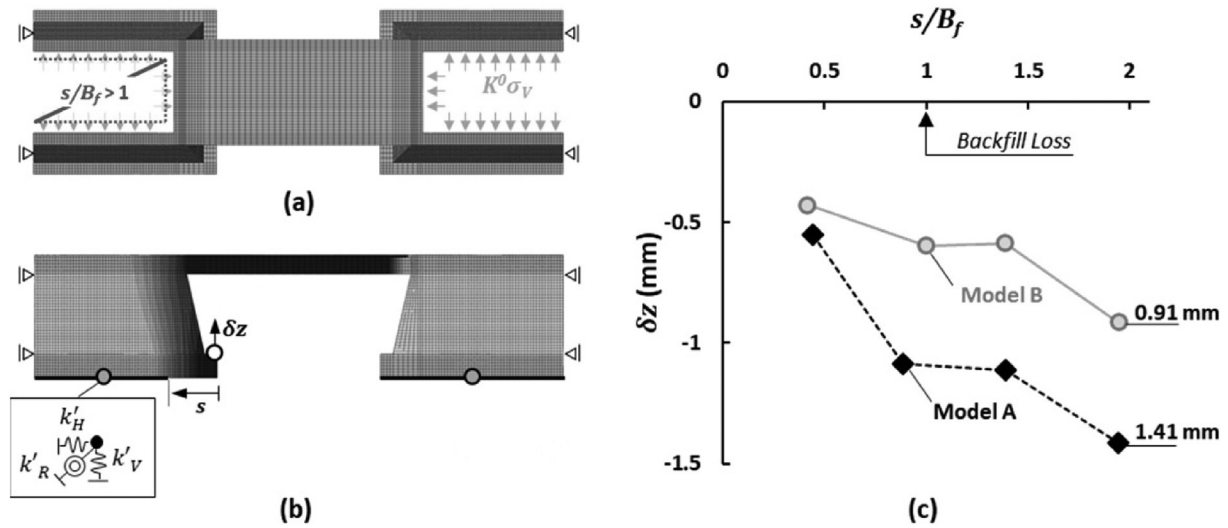 s/B_f > 1
K⁰σ_V
(a)
δz
s
k′_H
k′_R
k′_V
(b)
s/B_f
0
0.5
1
1.5
2
0
Backfill Loss
-0.5
Model B
0.91 mm
δz (mm)
-1
Model A
1.41 mm
-1.5
(c)